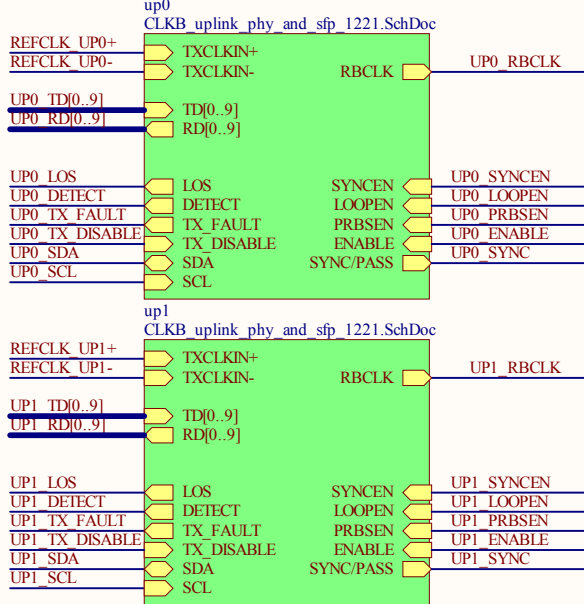 up0
CLKB_uplink_phy_and_sfp_1221.SchDoc
REFCLK_UP0+ TXCLKIN+
REFCLK_UP0- TXCLKIN- RBCLK UP0_RBCLK
UP0_TD[0..9] TD[0..9]
UP0_RD[0..9] RD[0..9]
UP0_LOS LOS SYNCEN UP0_SYNCEN
UP0_DETECT DETECT LOOPEN UP0_LOOPEN
UP0_TX_FAULT TX_FAULT PRBSEN UP0_PRBSEN
UP0_TX_DISABLE TX_DISABLE ENABLE UP0_ENABLE
UP0_SDA SDA SYNC/PASS UP0_SYNC
UP0_SCL SCL
up1
CLKB_uplink_phy_and_sfp_1221.SchDoc
REFCLK_UP1+ TXCLKIN+
REFCLK_UP1- TXCLKIN- RBCLK UP1_RBCLK
UP1_TD[0..9] TD[0..9]
UP1_RD[0..9] RD[0..9]
UP1_LOS LOS SYNCEN UP1_SYNCEN
UP1_DETECT DETECT LOOPEN UP1_LOOPEN
UP1_TX_FAULT TX_FAULT PRBSEN UP1_PRBSEN
UP1_TX_DISABLE TX_DISABLE ENABLE UP1_ENABLE
UP1_SDA SDA SYNC/PASS UP1_SYNC
UP1_SCL SCL